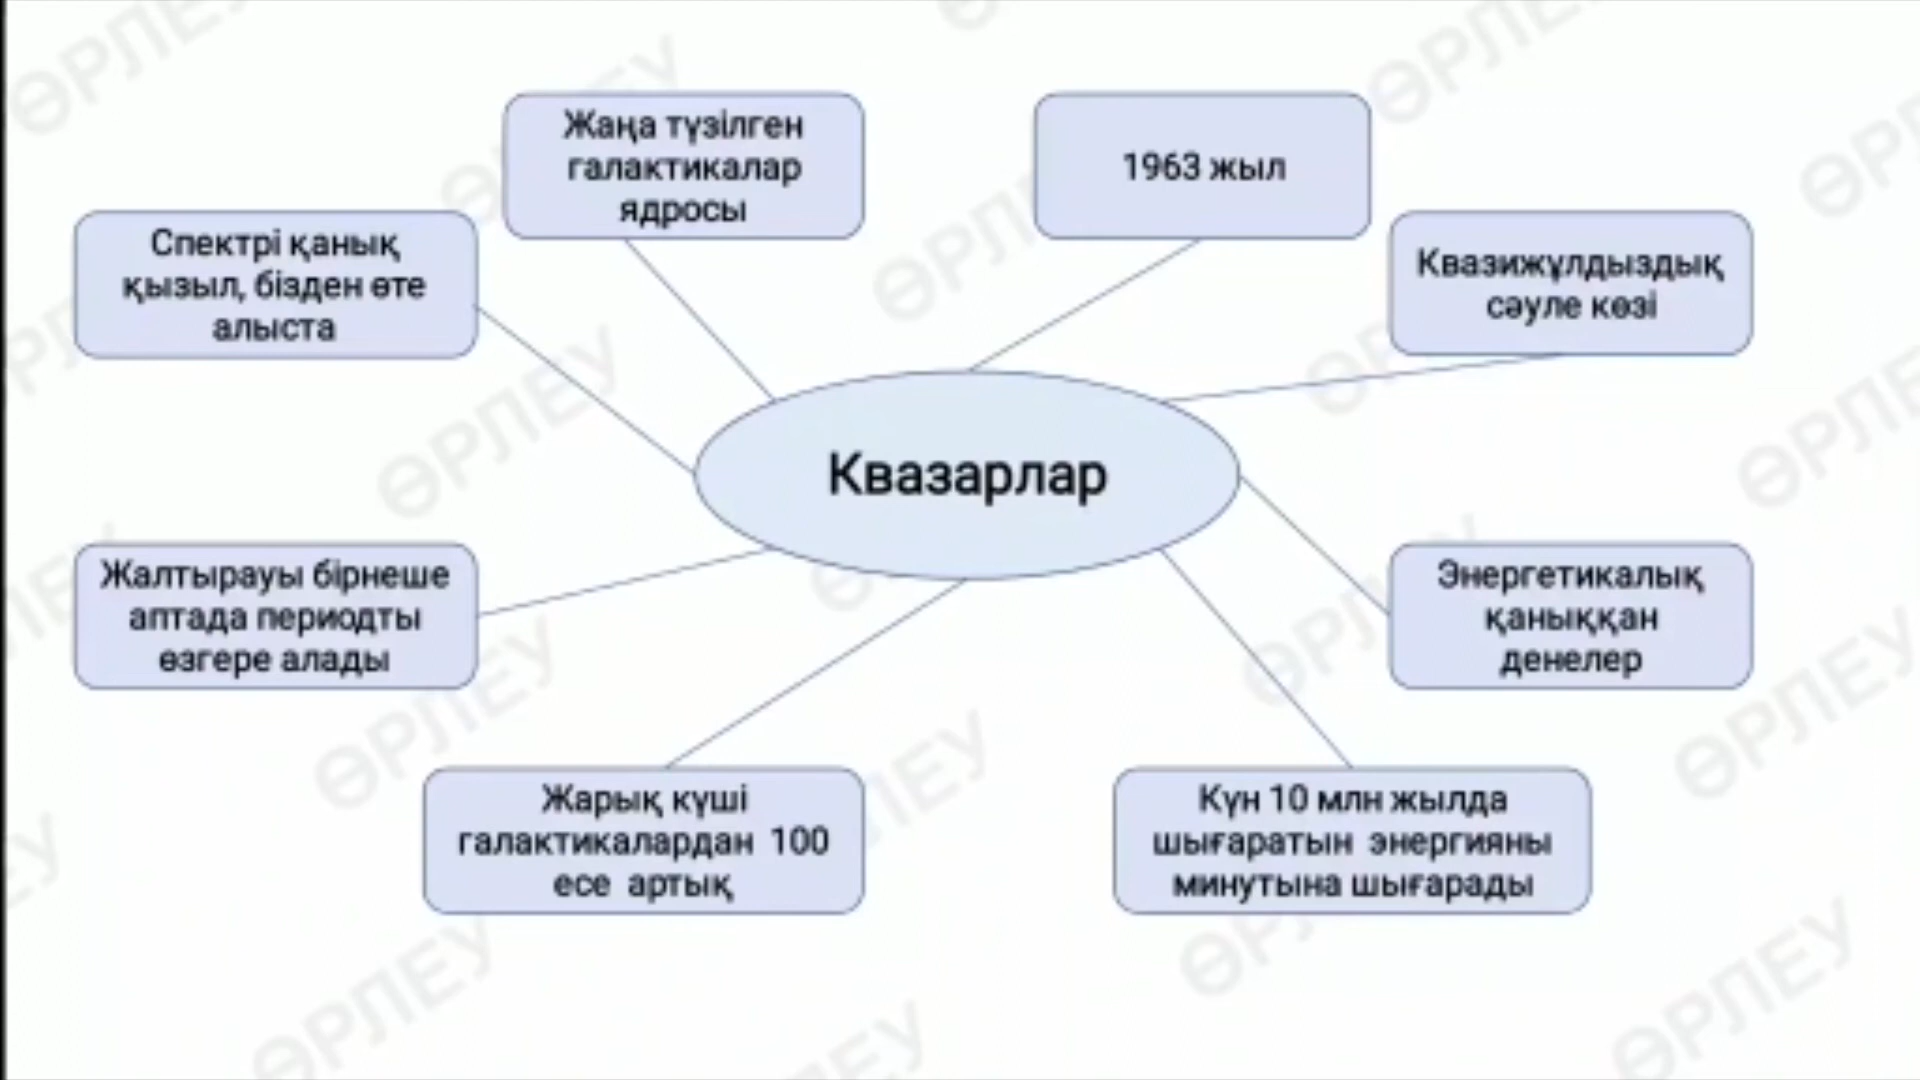 Жаңа түзілген
галактикалар
ядросы
1963 жыл
Спектрі қанық
қызыл, бізден өте
алыста
Квазижұлдыздық
сәуле көзі
Квазарлар
Жалтырауы бірнеше
аптада периодты
өзгере алады
Энергетикалық
қаныққан
денелер
Жарық күші
галактикалардан 100
есе артық
Күн 10 млн жылда
шығаратын энергияны
минутына шығарады
ӨРЛЕУ